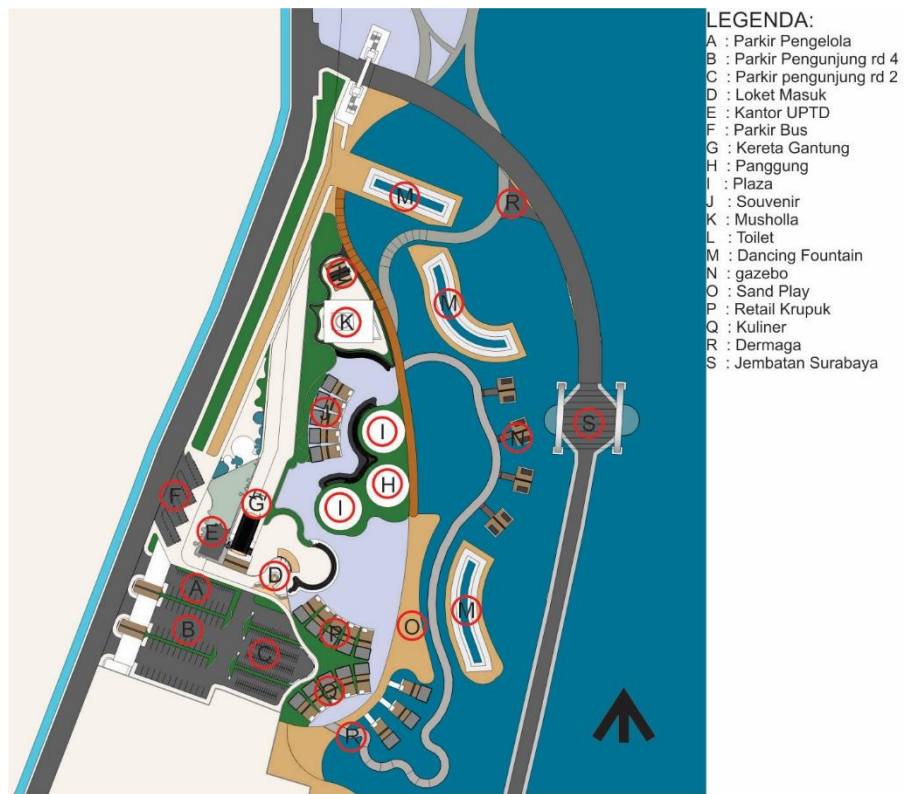 LEGENDA:
A : Parkir Pengelola
B : Parkir Pengunjung rd 4
C : Parkir pengunjung rd 2
D : Loket Masuk
E : Kantor UPTD
F : Parkir Bus
G : Kereta Gantung
H : Panggung
I : Plaza
J : Souvenir
K : Musholla
L : Toilet
M : Dancing Fountain
N : gazebo
O : Sand Play
P : Retail Krupuk
Q : Kuliner
R : Dermaga
S : Jembatan Surabaya
M
R
M
K
J
I
S
N
H
I
F
G
E
D
A
M
B
P
O
C
Q
R